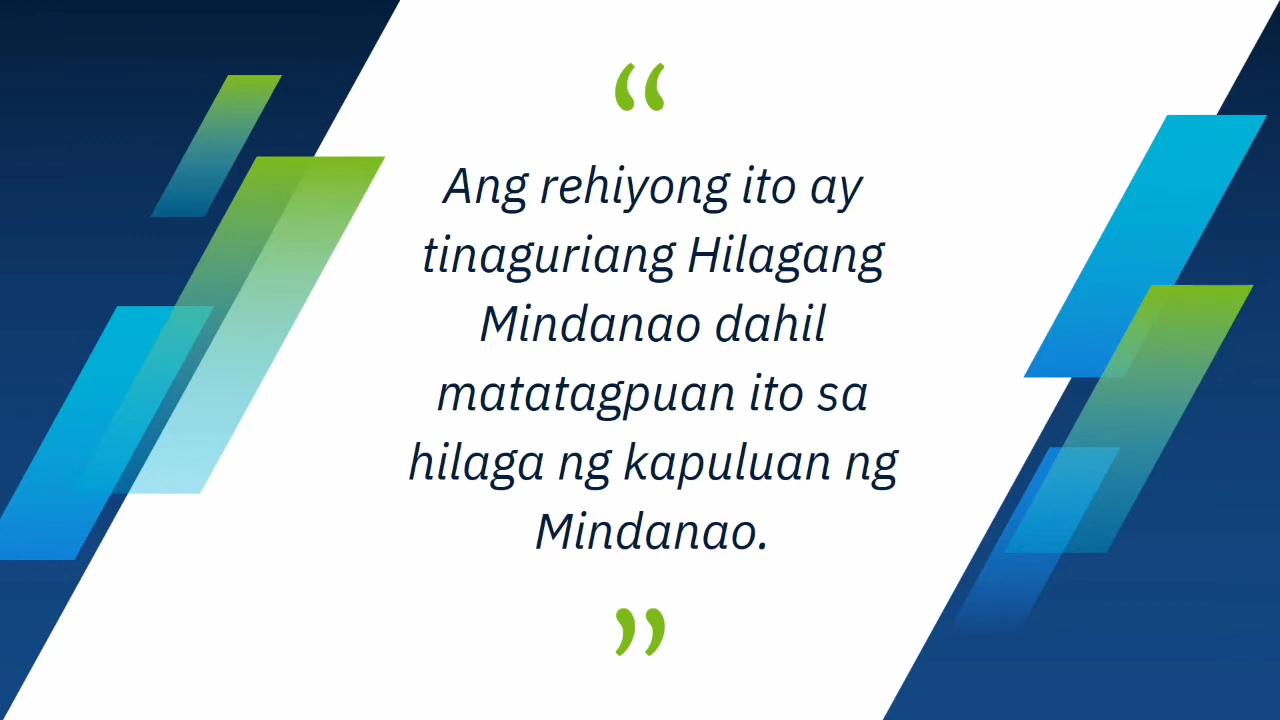 “
Ang rehiyong ito ay
tinaguriang Hilagang
Mindanao dahil
matatagpuan ito sa
hilaga ng kapuluan ng
Mindanao.
”